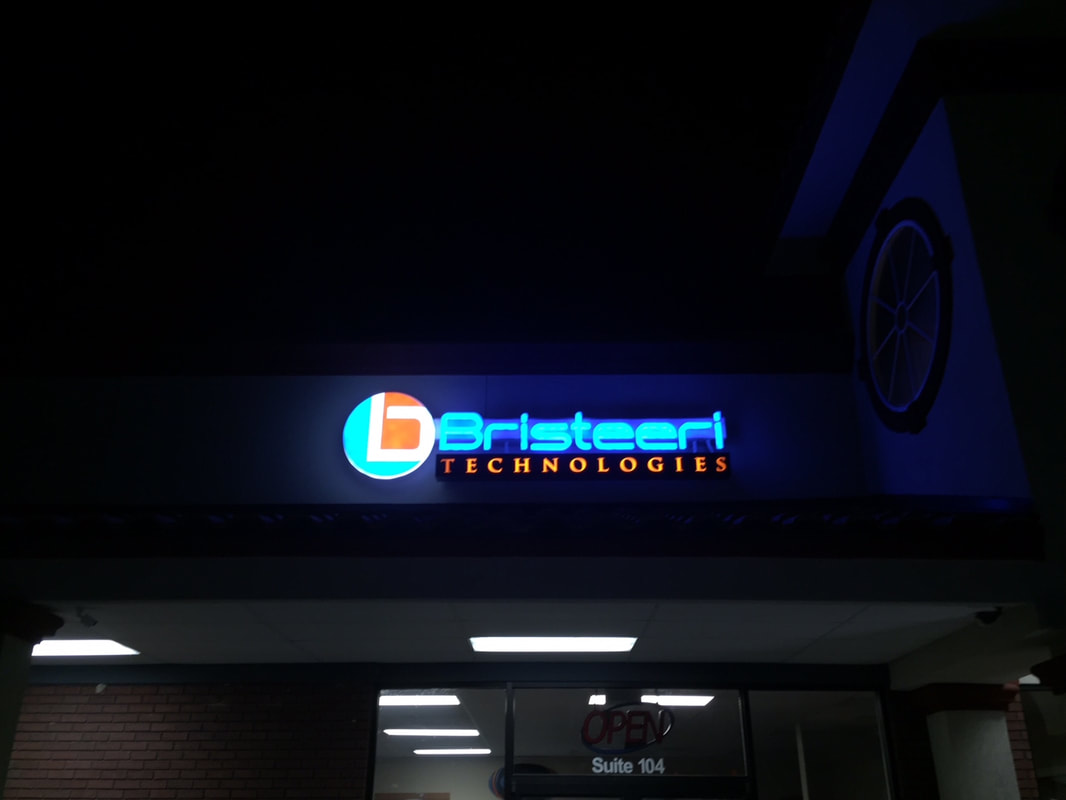 b Bristeeri
TECHNOLOGIES
OPEN
Suite 104